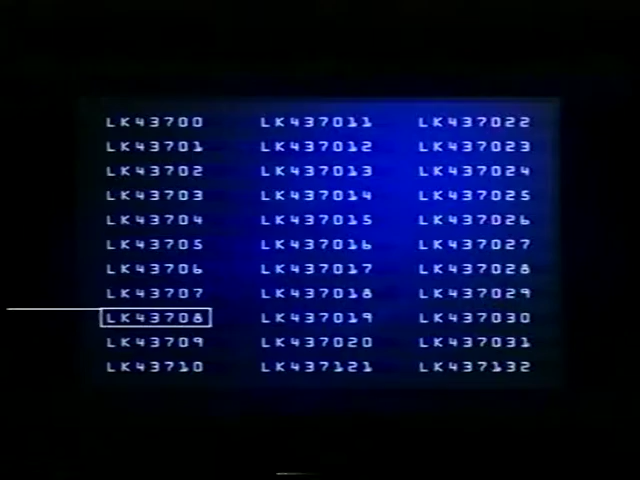 LK43700 LK437011 LK437022
LK43701 LK437012 LK437023
LK43702 LK437013 LK437024
LK43703 LK437014 LK437025
LK43704 LK437015 LK437026
LK43705 LK437016 LK437027
LK43706 LK437017 LK437028
LK43707 LK437018 LK437029
LK43708 LK437019 LK437030
LK43709 LK437020 LK437031
LK43710 LK437121 LK437132